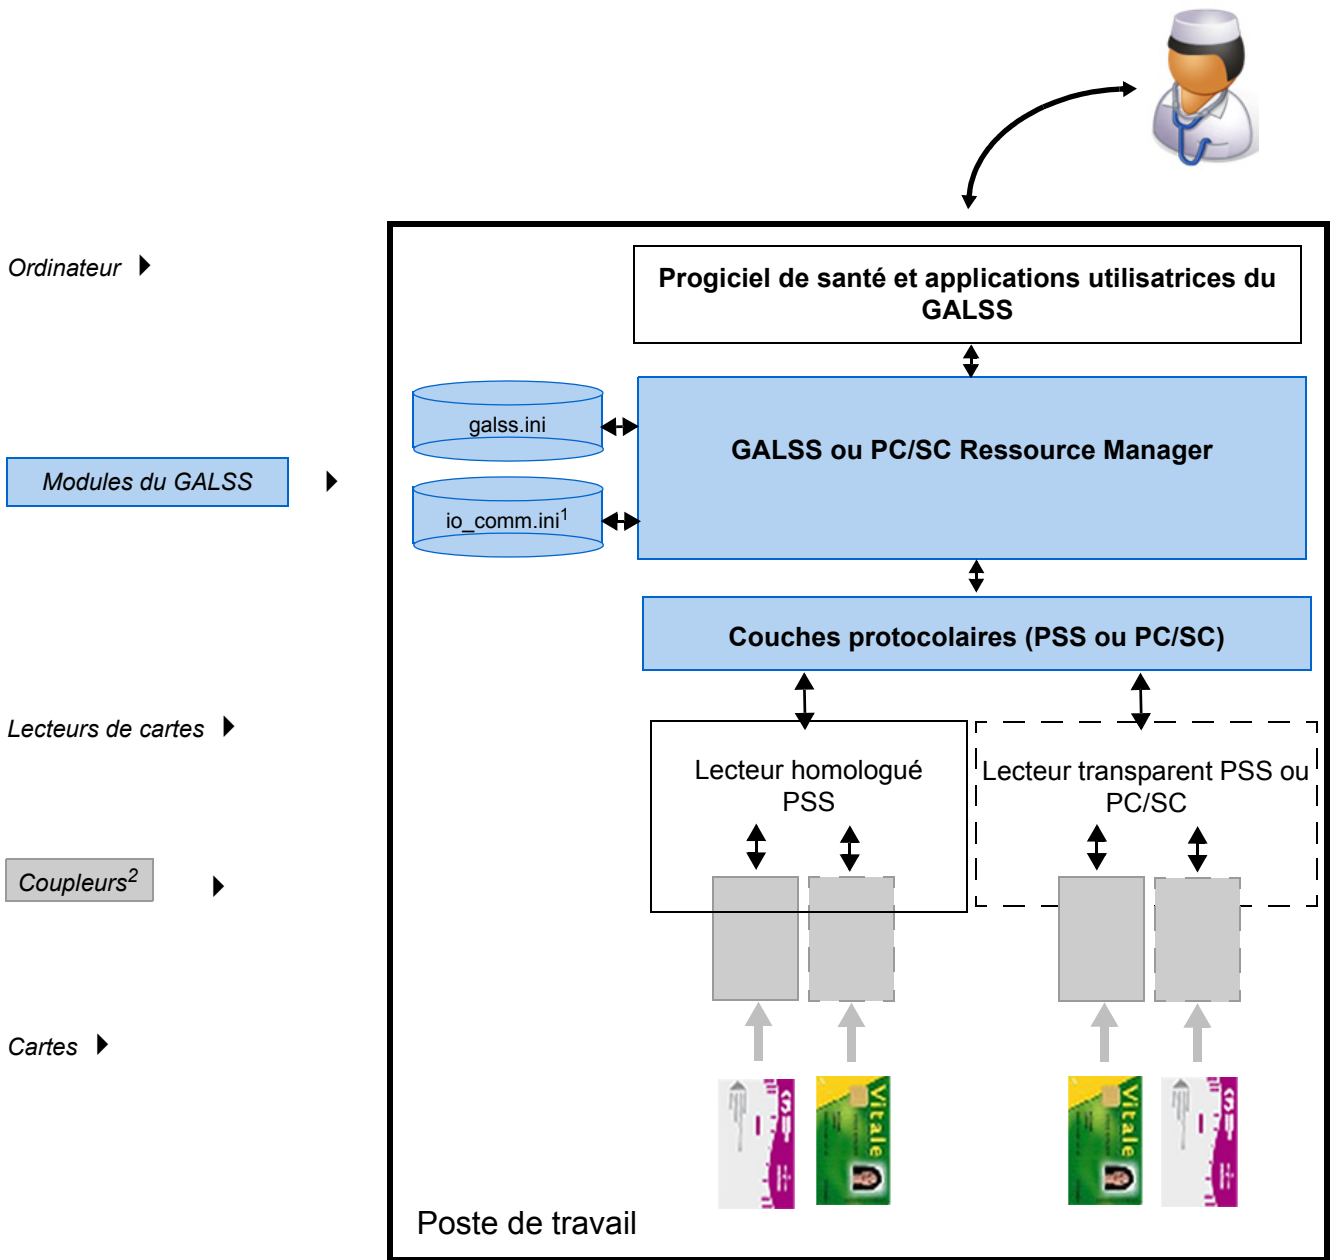 Ordinateur
Progiciel de santé et applications utilisatrices du
GALSS
galss.ini
GALSS ou PC/SC Ressource Manager
Modules du GALSS
io_comm.ini¹
Couches protocolaires (PSS ou PC/SC)
Lecteurs de cartes
Lecteur homologué
PSS
Lecteur transparent PSS ou
PC/SC
Coupleurs²
Cartes
Vitale
Vitale
Poste de travail